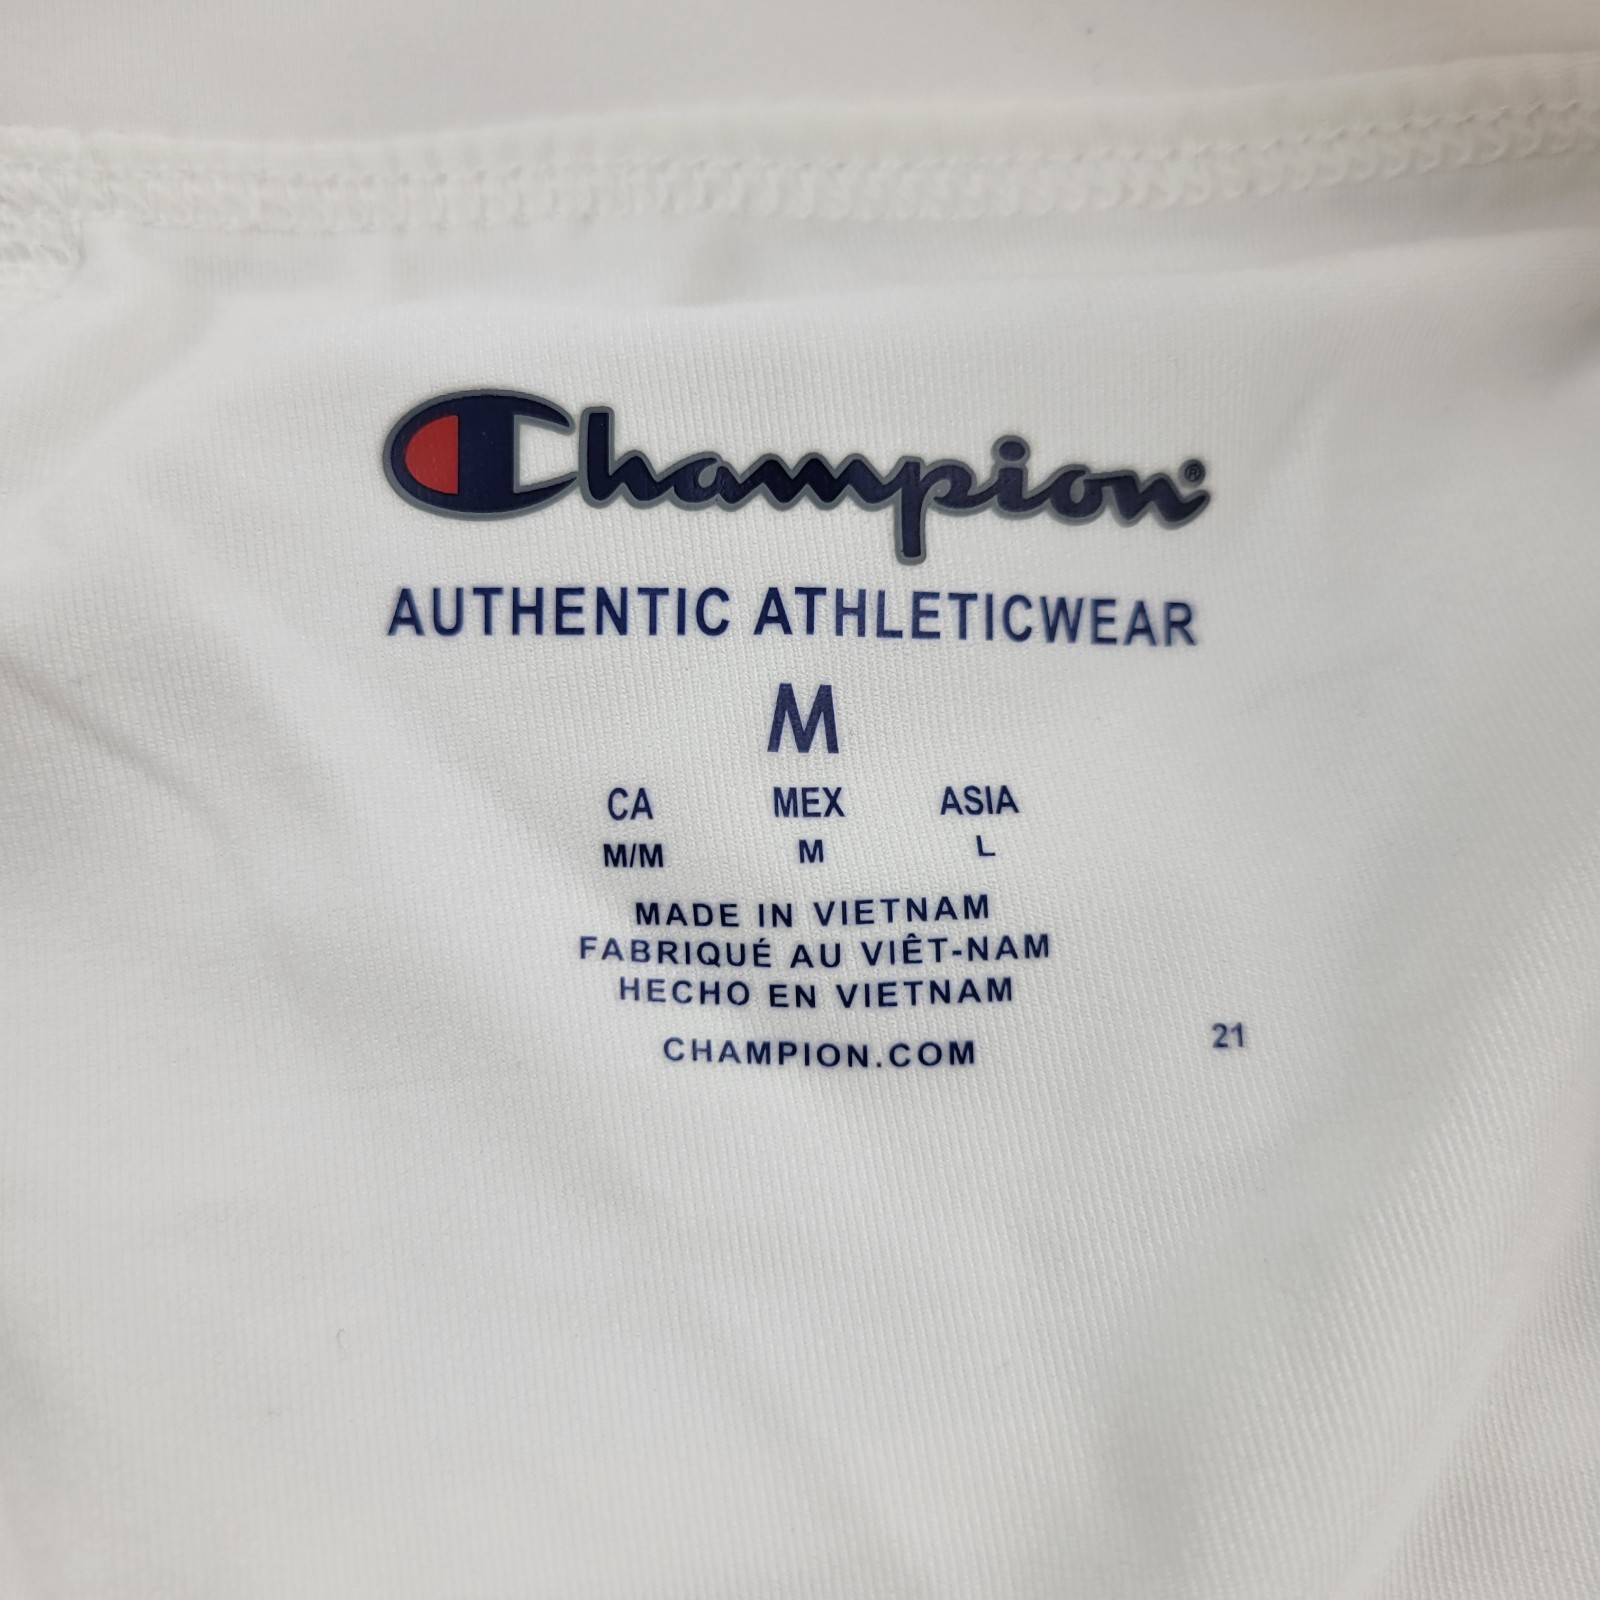 Champion®
AUTHENTIC ATHLETICWEAR
M
CA MEX ASIA
M/M M L
MADE IN VIETNAM
FABRIQUÉ AU VIÊT-NAM
HECHO EN VIETNAM
CHAMPION.COM
21